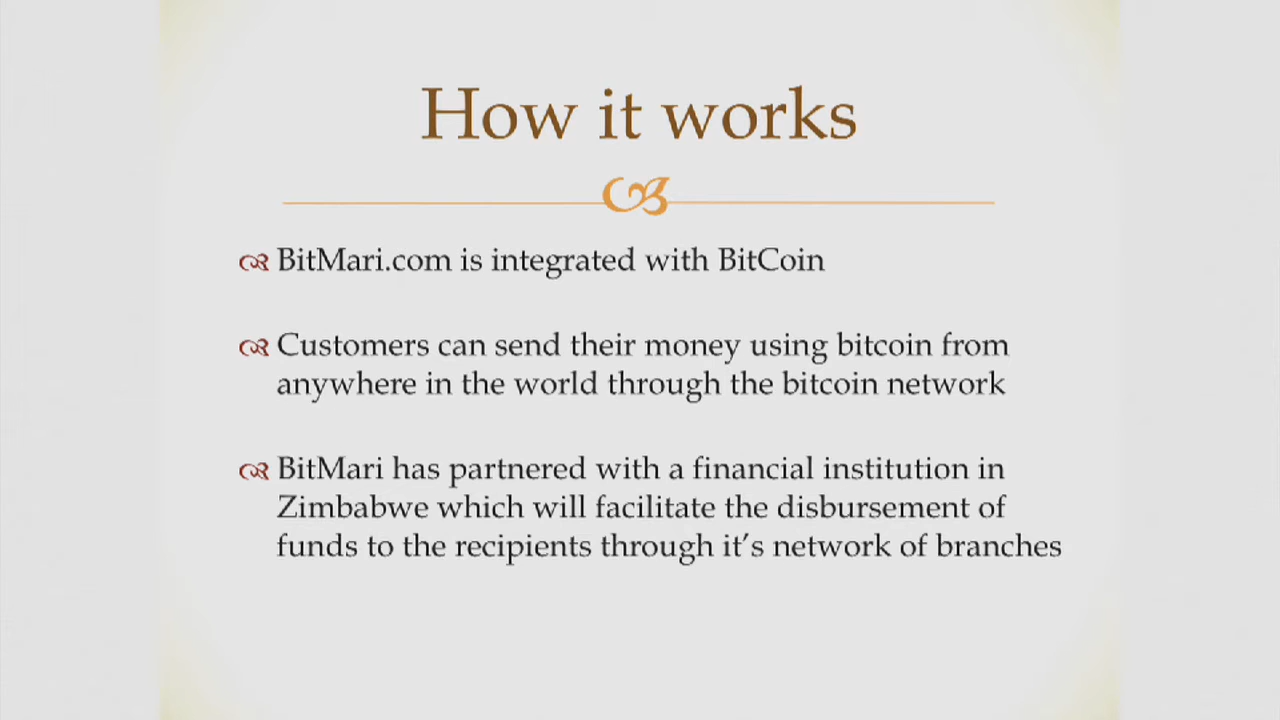 How it works
BitMari.com is integrated with BitCoin
Customers can send their money using bitcoin from
anywhere in the world through the bitcoin network
BitMari has partnered with a financial institution in
Zimbabwe which will facilitate the disbursement of
funds to the recipients through it’s network of branches